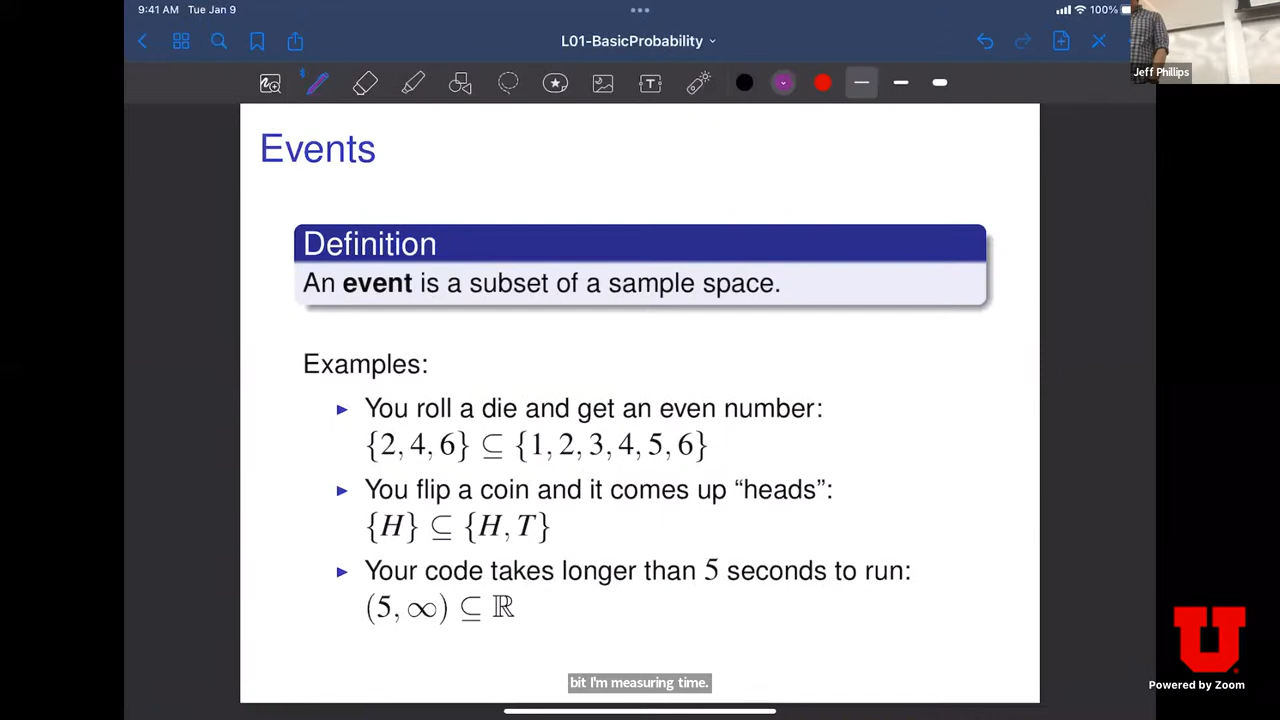 9:41 AM Tue Jan 9
100%
L01-BasicProbability
Jeff Phillips
T
Events
Definition
An event is a subset of a sample space.
Examples:
You roll a die and get an even number:
{2, 4, 6} ⊆ {1, 2, 3, 4, 5, 6}
You flip a coin and it comes up “heads”:
{H} ⊆ {H, T}
Your code takes longer than 5 seconds to run:
(5, ∞) ⊆ ℝ
bit I'm measuring time.
U
Powered by Zoom